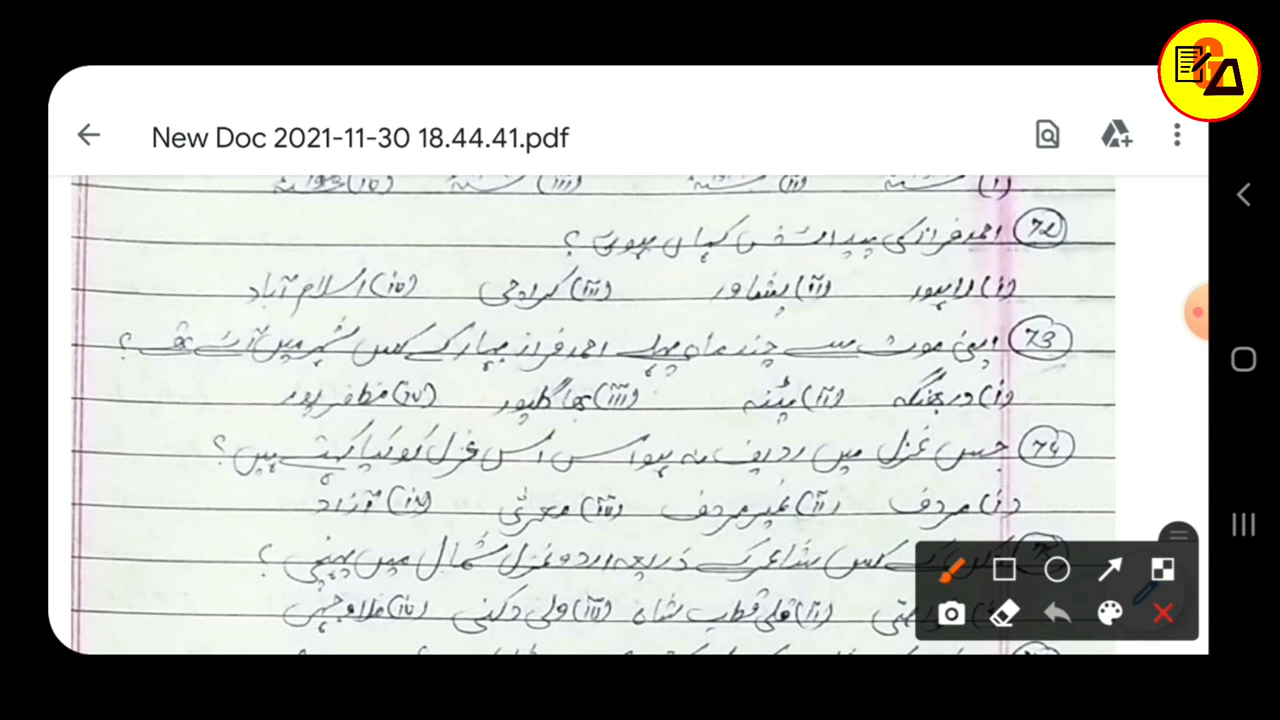 New Doc 2021-11-30 18.44.41.pdf
72 احمد فراز کی پیدائش کہاں ہوئی ؟
(i) رامپور (ii) پشاور (iii) کراچی (iv) اسلام آباد
73 اپنی موت سے چند ماہ پہلے احمد فراز بہار کے کس شہر میں آئے تھے ؟
(i) دربھنگہ (ii) پٹنہ (iii) بھاگلپور (iv) مظفر پور
74 جس غزل میں ردیف نہ ہو اس غزل کو کیا کہتے ہیں ؟
(i) مردف (ii) غیر مردف (iii) معریٰ (iv) آزاد
کے کس شاعر کے ذریعہ اردو غزل شمال میں پہنچی ؟
(ii) قلی قطب شاہ (iii) ولی دکنی (iv) ملا وجہی